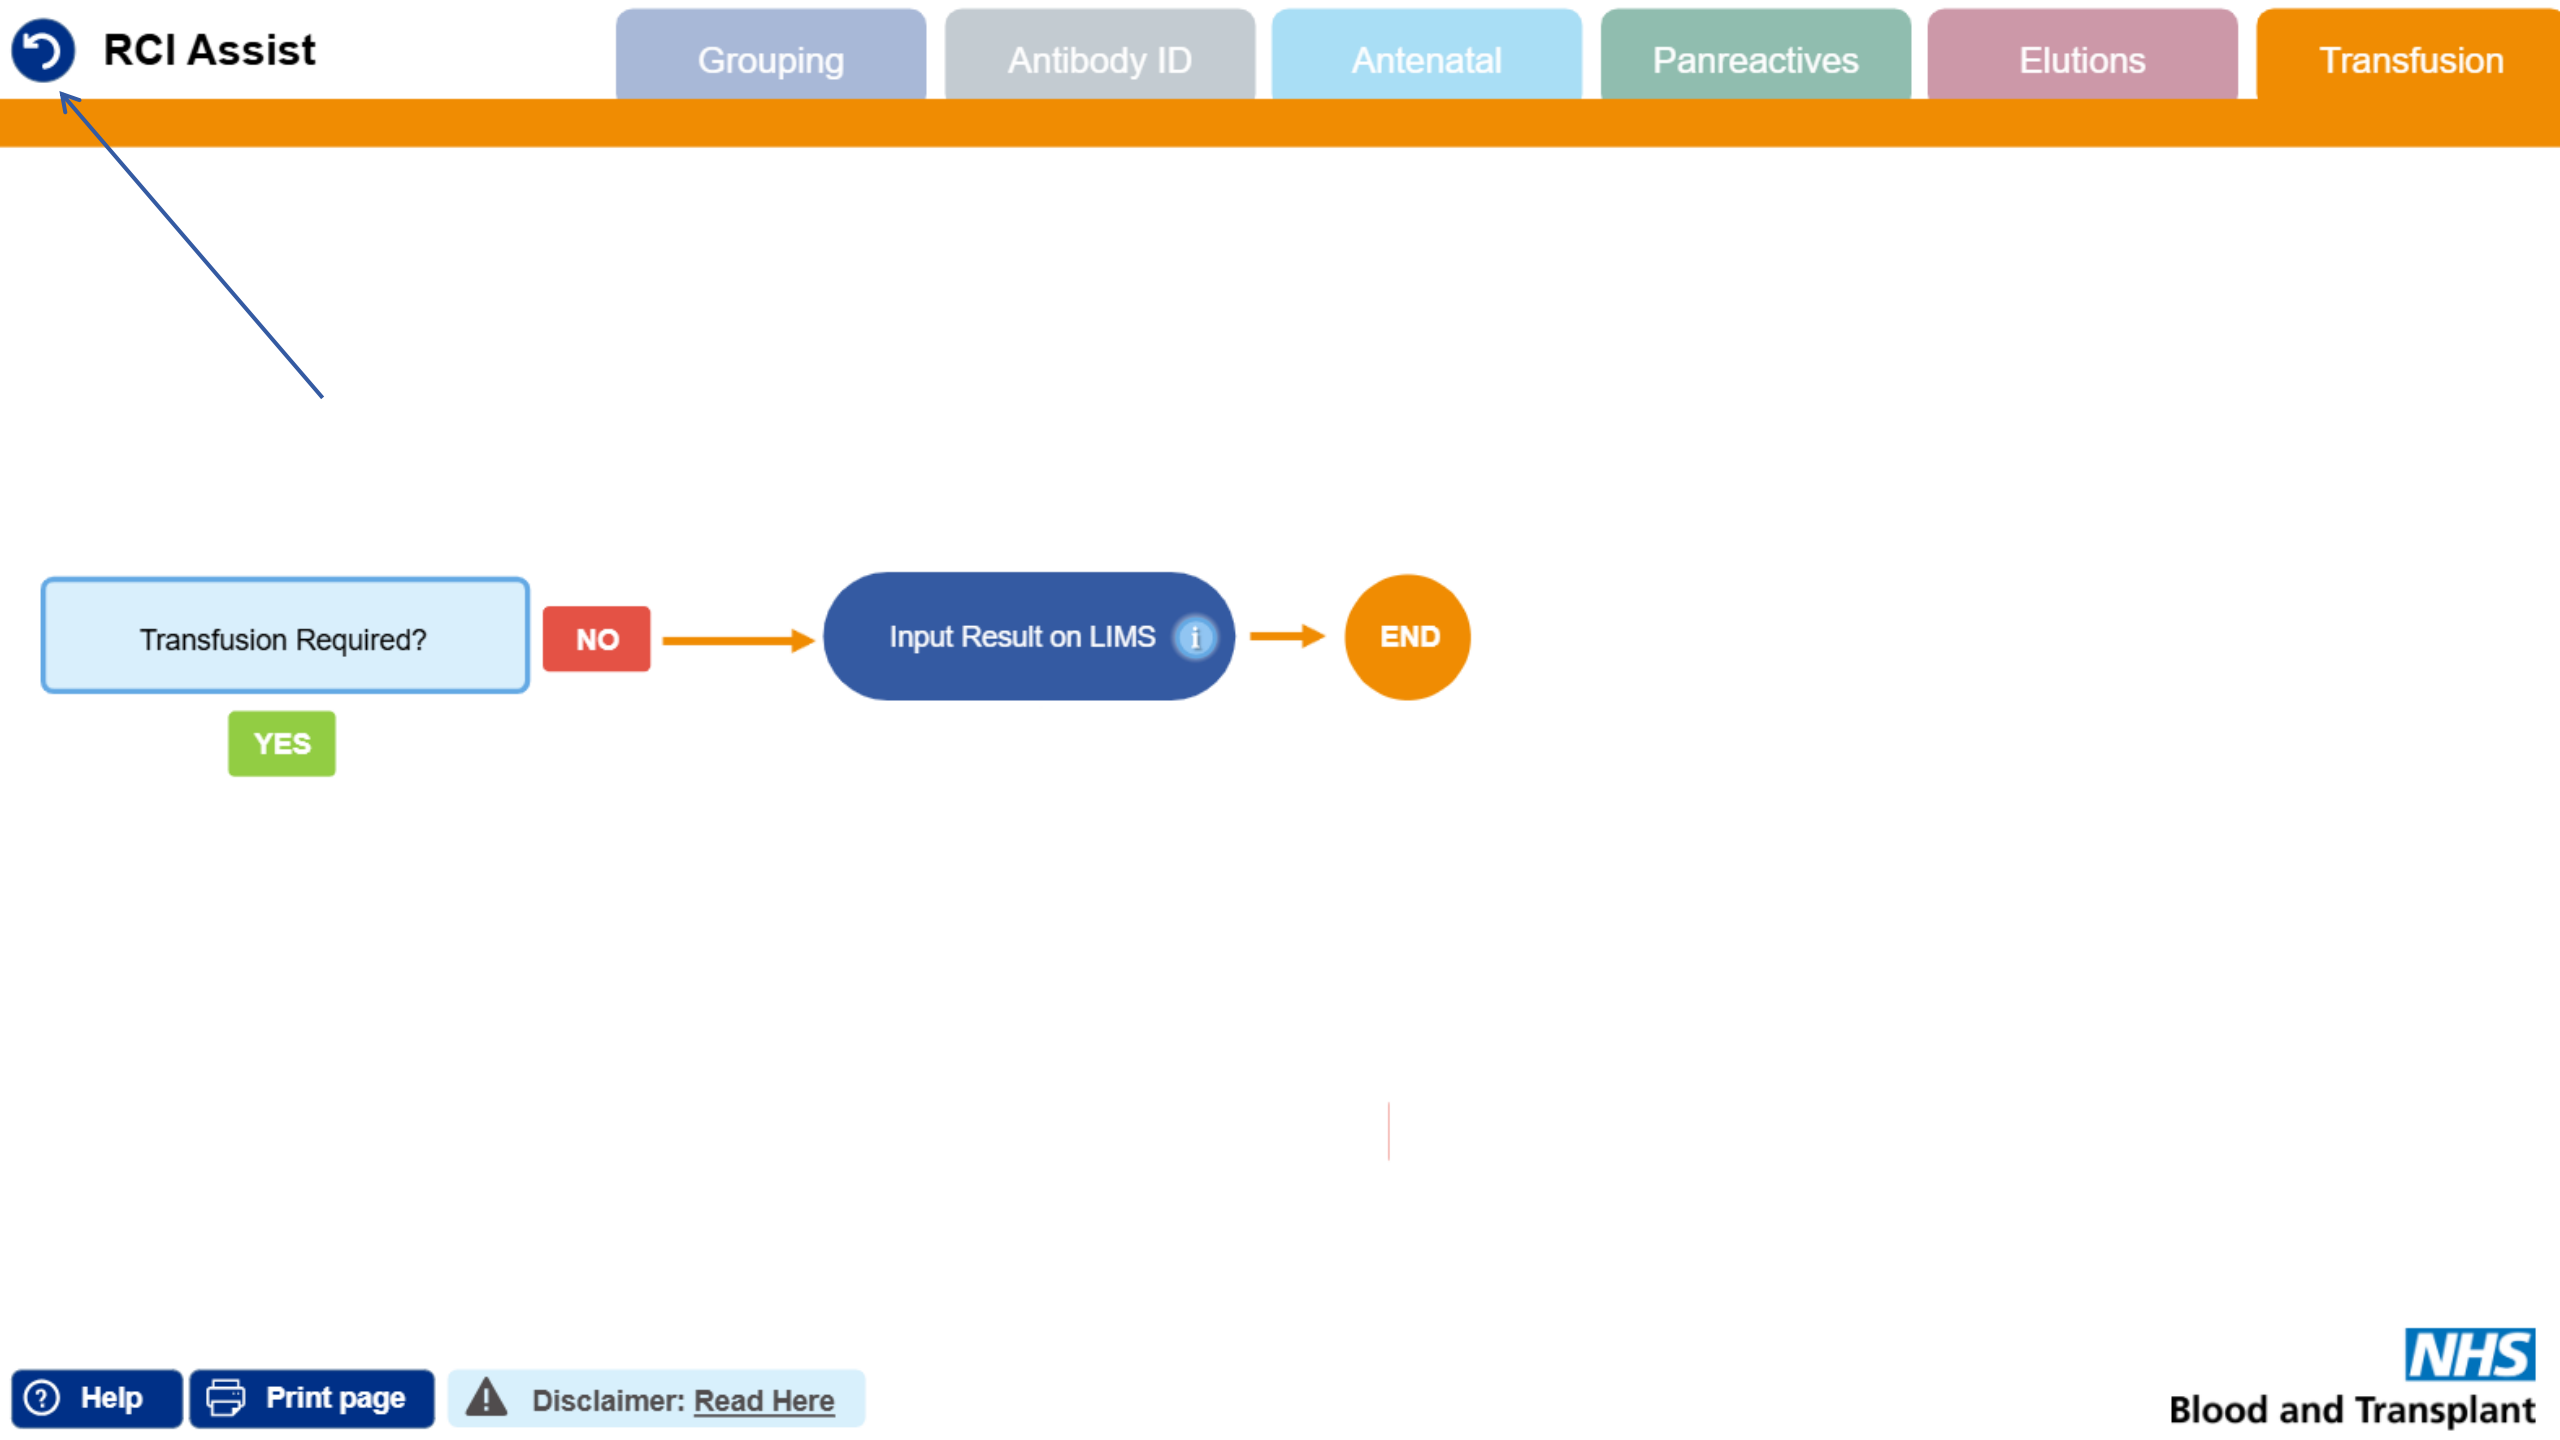 RCI Assist
Grouping
Antibody ID
Antenatal
Panreactives
Elutions
Transfusion
Transfusion Required?
NO
Input Result on LIMS
i
END
YES
? Help
Print page
! Disclaimer: Read Here
NHS
Blood and Transplant